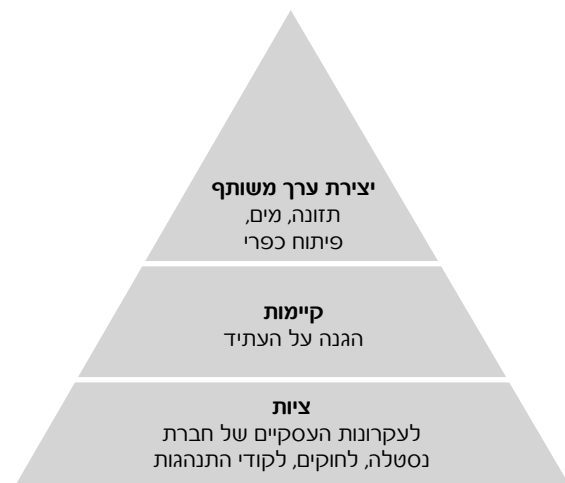 יצירת ערך משותף
תזונה, מים,
פיתוח כפרי
קיימות
הגנה על העתיד
ציות
לעקרונות העסקיים של חברת
נסטלה, לחוקים, לקודי התנהגות